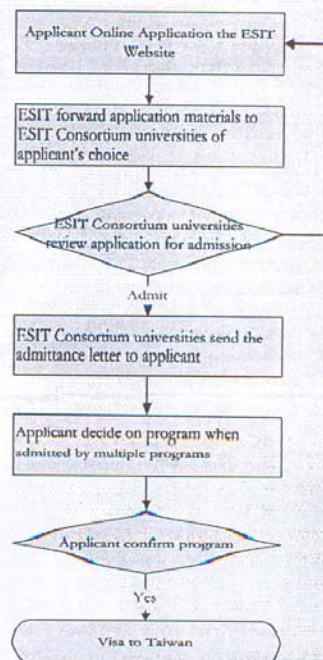 Applicant Online Application the ESIT
Website
ESIT forward application materials to
ESIT Consortium universities of
applicant's choice
ESIT Consortium universities
review application for admission
Admit
ESIT Consortium universities send the
admittance letter to applicant
Applicant decide on program when
admitted by multiple programs
Applicant confirm program
Yes
Visa to Taiwan